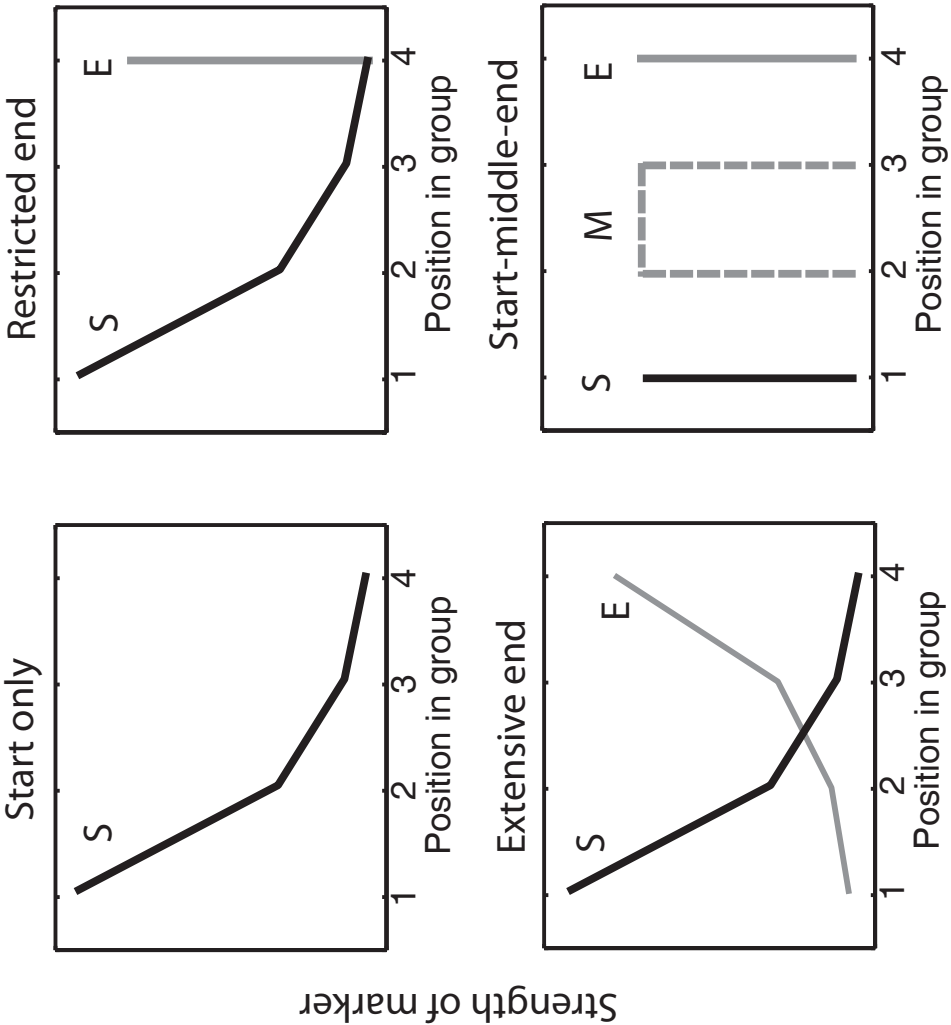 Strength of marker
Start only
S
1 2 3 4
Position in group
Restricted end
S
E
1 2 3 4
Position in group
Extensive end
S
E
1 2 3 4
Position in group
Start-middle-end
S
M
E
1 2 3 4
Position in group